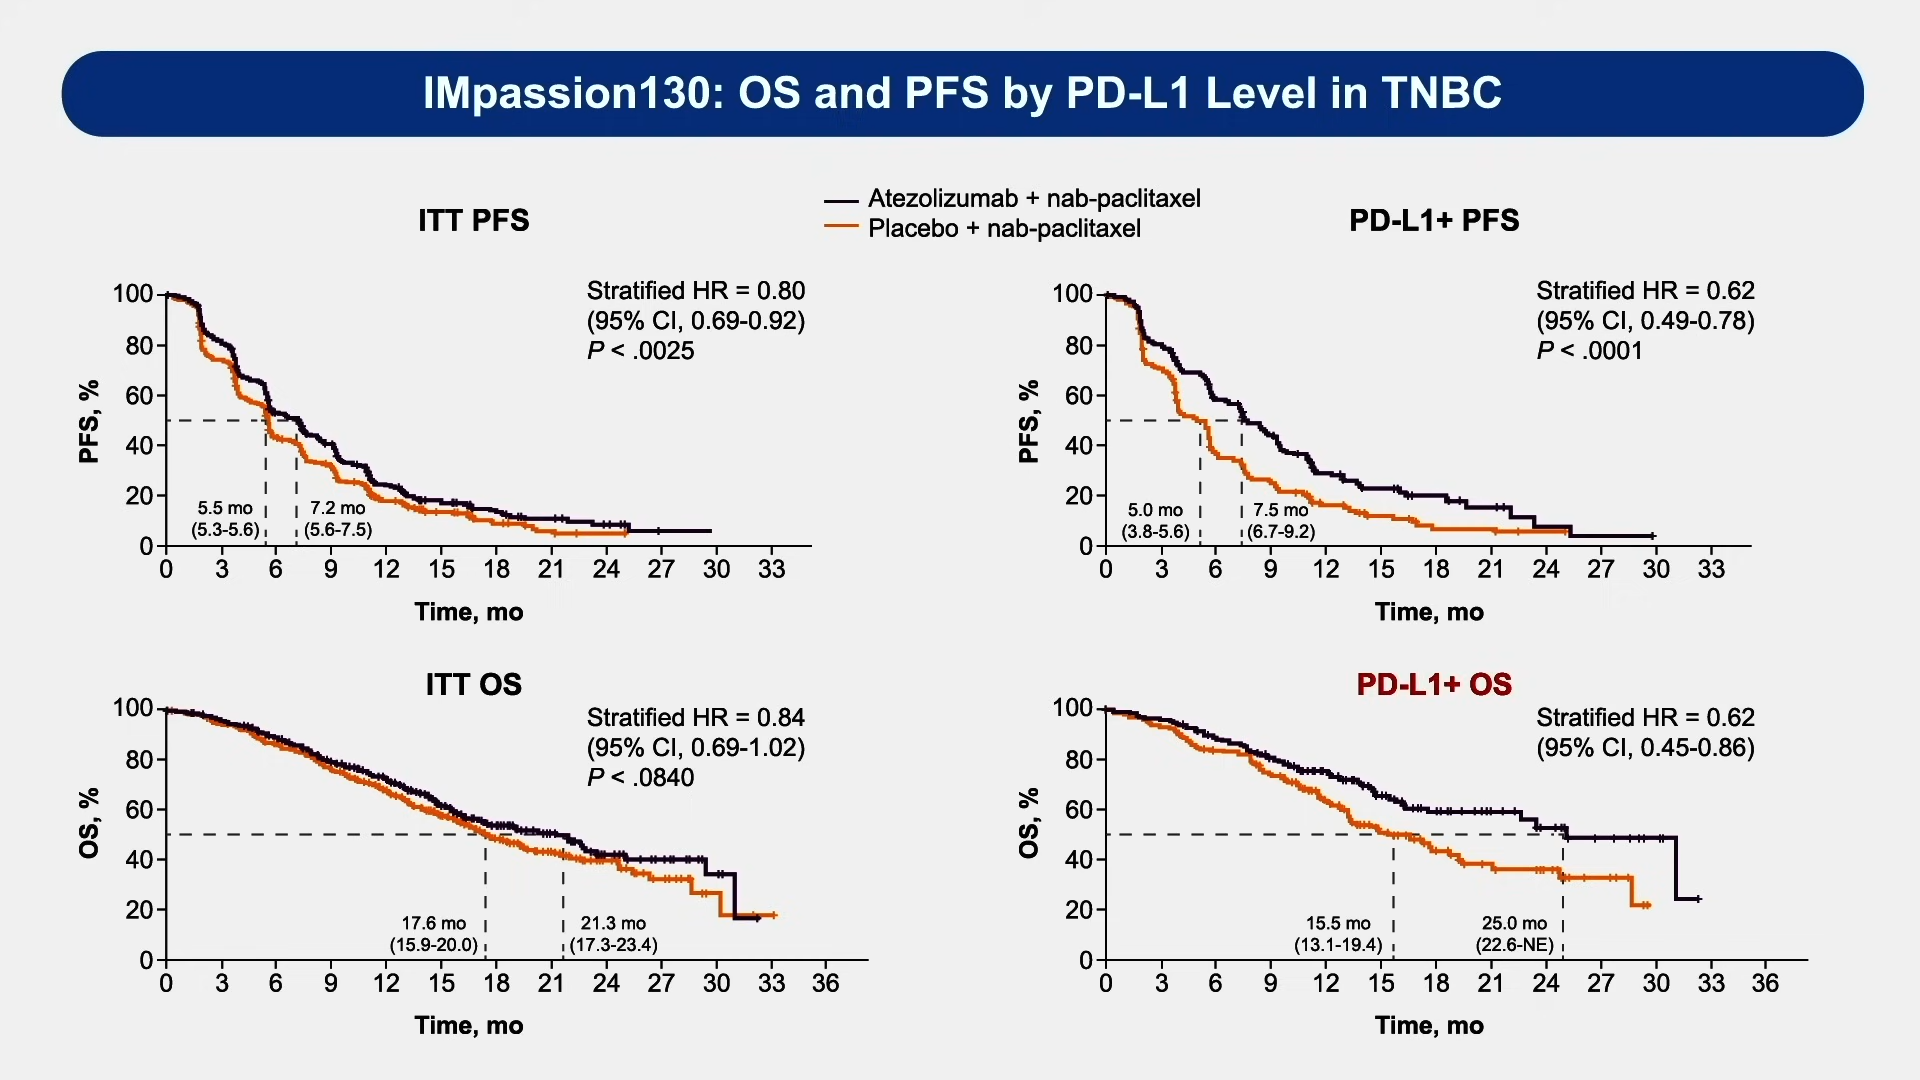 IMpassion130: OS and PFS by PD-L1 Level in TNBC
Atezolizumab + nab-paclitaxel
Placebo + nab-paclitaxel
ITT PFS
Stratified HR = 0.80
(95% CI, 0.69-0.92)
P < .0025
PFS, %
100
80
60
40
20
0
5.5 mo
(5.3-5.6)
7.2 mo
(5.6-7.5)
0 3 6 9 12 15 18 21 24 27 30 33
Time, mo
PD-L1+ PFS
Stratified HR = 0.62
(95% CI, 0.49-0.78)
P < .0001
PFS, %
100
80
60
40
20
0
5.0 mo
(3.8-5.6)
7.5 mo
(6.7-9.2)
0 3 6 9 12 15 18 21 24 27 30 33
Time, mo
ITT OS
Stratified HR = 0.84
(95% CI, 0.69-1.02)
P < .0840
OS, %
100
80
60
40
20
0
17.6 mo
(15.9-20.0)
21.3 mo
(17.3-23.4)
0 3 6 9 12 15 18 21 24 27 30 33 36
Time, mo
PD-L1+ OS
Stratified HR = 0.62
(95% CI, 0.45-0.86)
OS, %
100
80
60
40
20
0
15.5 mo
(13.1-19.4)
25.0 mo
(22.6-NE)
0 3 6 9 12 15 18 21 24 27 30 33 36
Time, mo